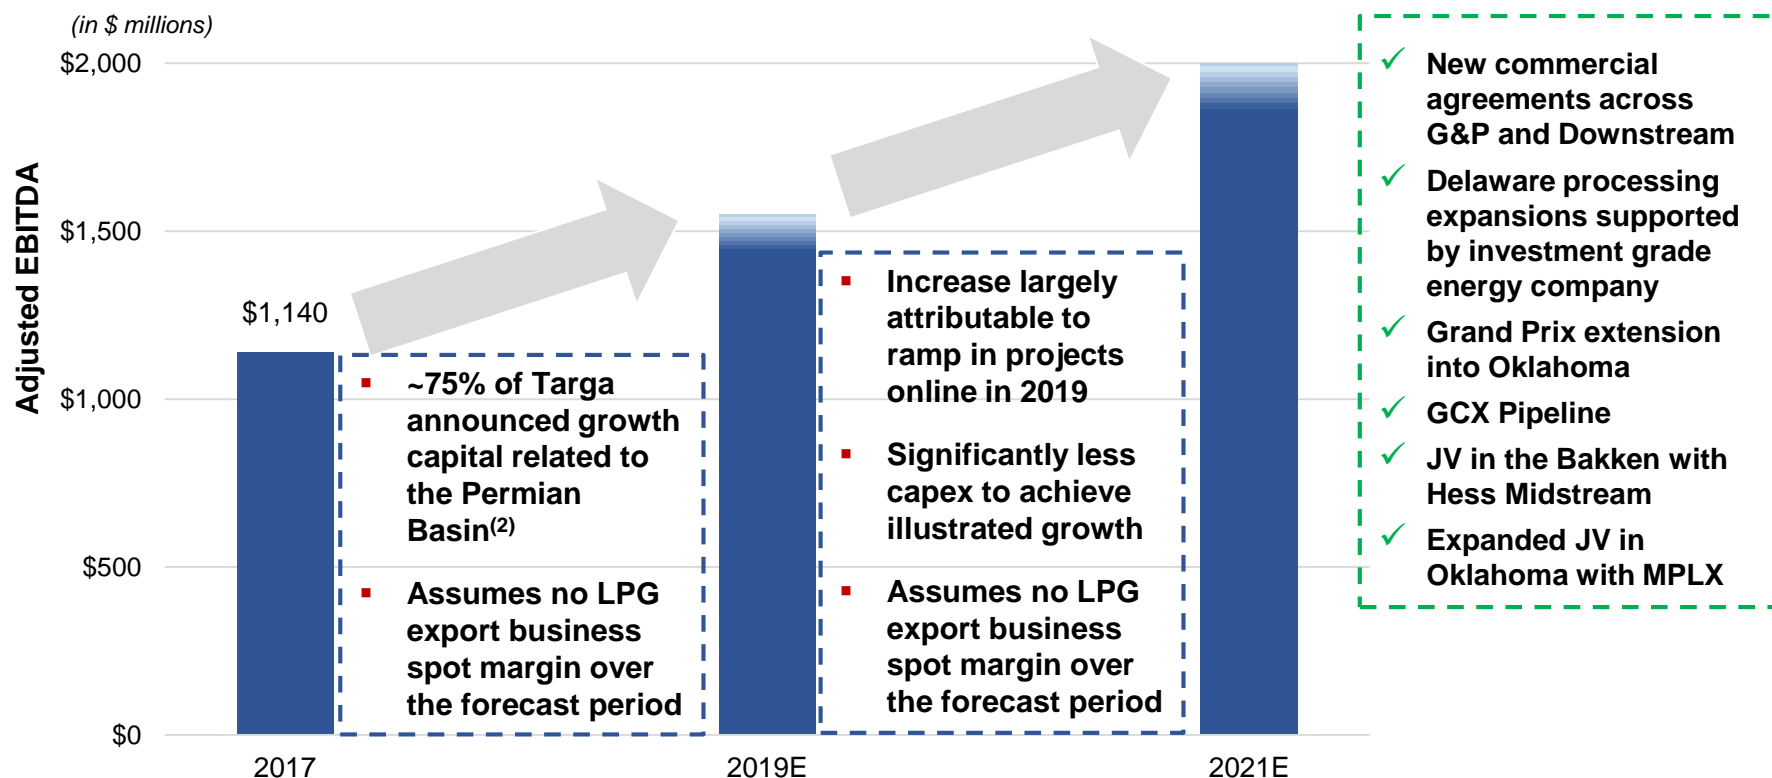 (in $ millions)
Adjusted EBITDA
$2,000
$1,500
$1,000
$500
$0
$1,140
2017
2019E
2021E
▪ ~75% of Targa
announced growth
capital related to
the Permian
Basin(2)
▪ Assumes no LPG
export business
spot margin over
the forecast period
▪ Increase largely
attributable to
ramp in projects
online in 2019
▪ Significantly less
capex to achieve
illustrated growth
▪ Assumes no LPG
export business
spot margin over
the forecast period
✓ New commercial
agreements across
G&P and Downstream
✓ Delaware processing
expansions supported
by investment grade
energy company
✓ Grand Prix extension
into Oklahoma
✓ GCX Pipeline
✓ JV in the Bakken with
Hess Midstream
✓ Expanded JV in
Oklahoma with MPLX